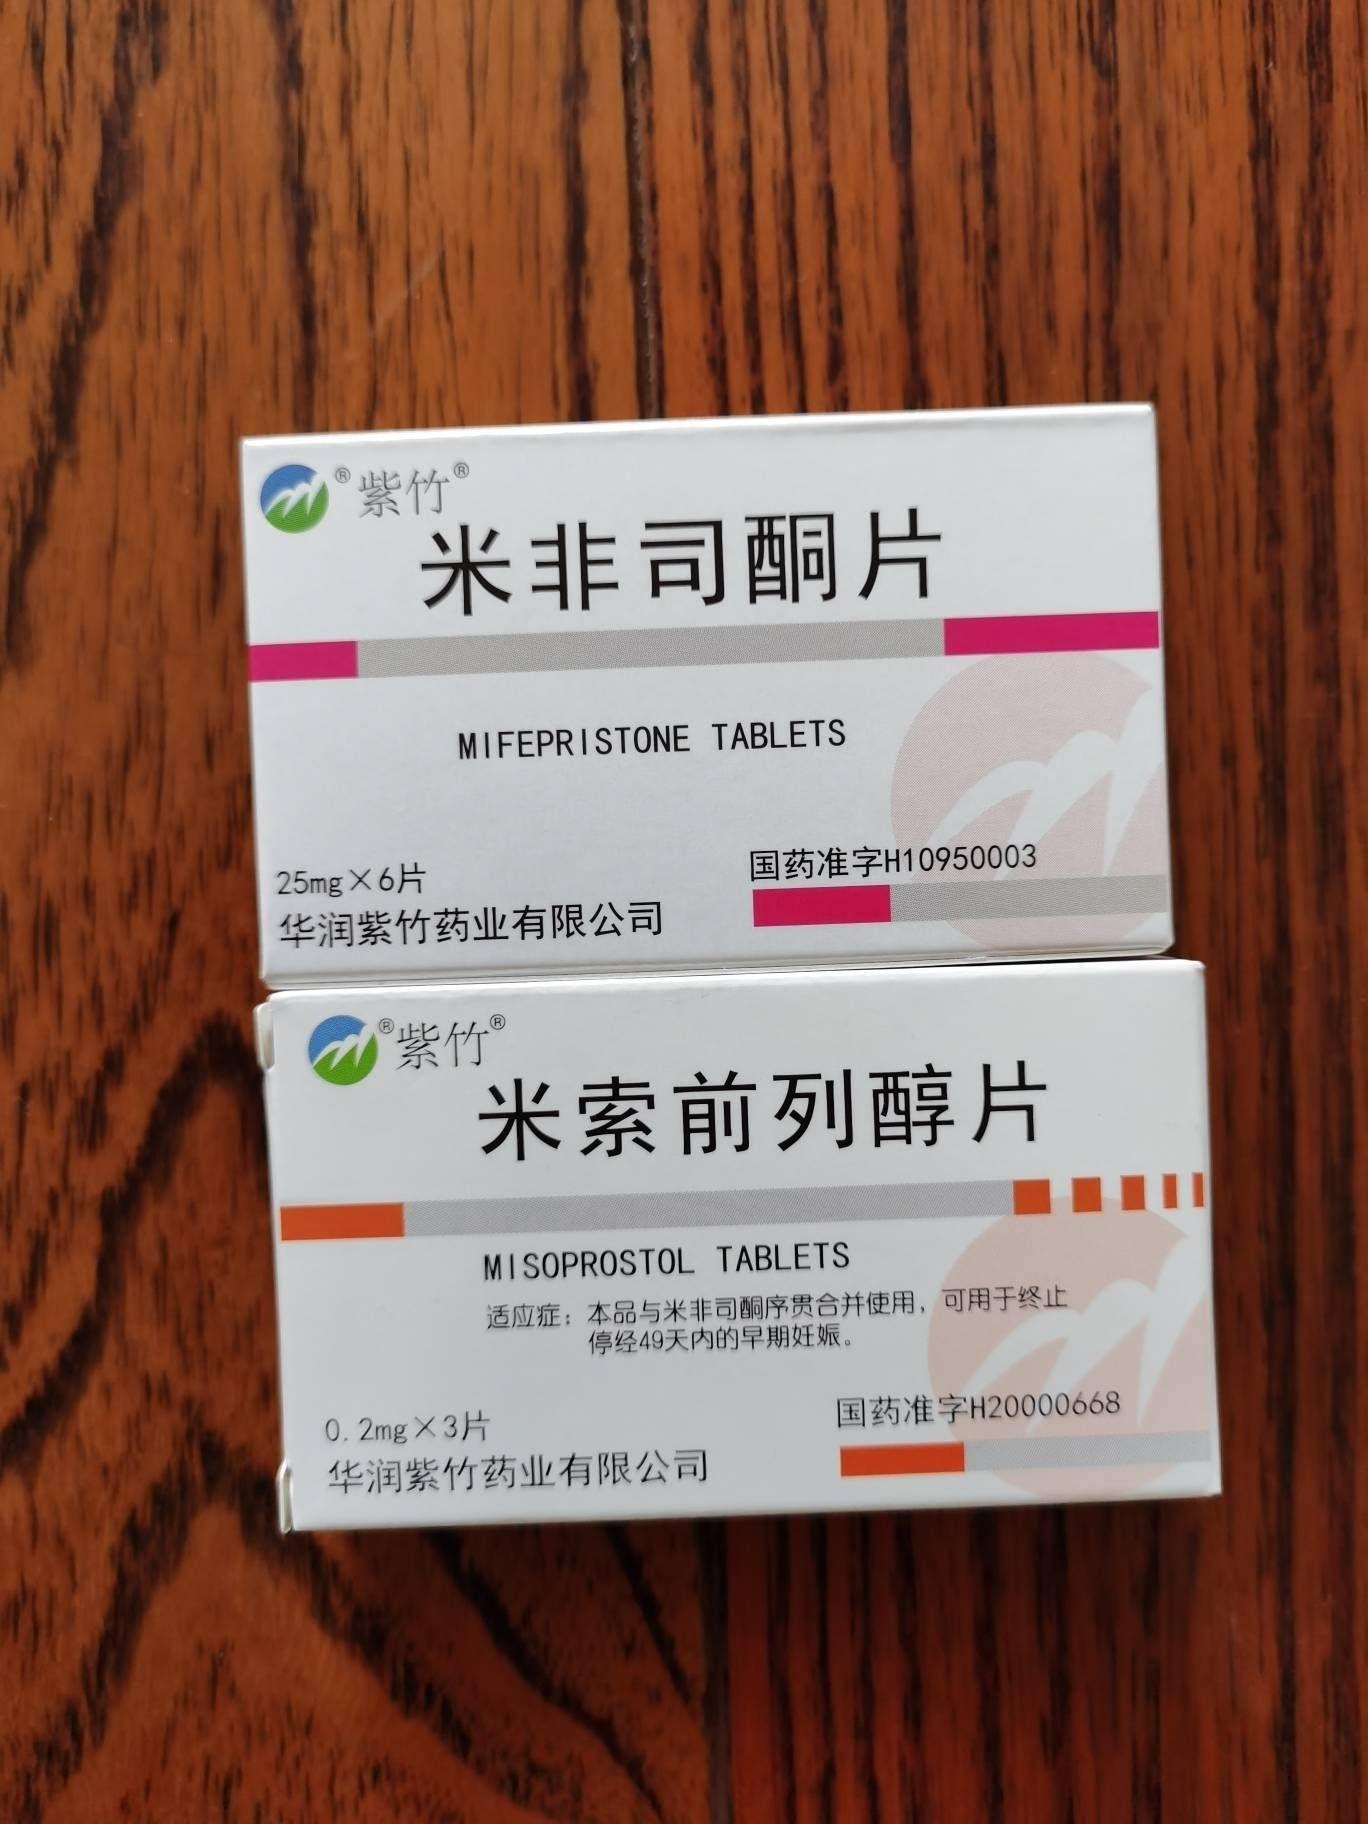 ®紫竹®
米非司酮片
MIFEPRISTONE TABLETS
25mg×6片
国药准字H10950003
华润紫竹药业有限公司
®紫竹®
米索前列醇片
MISOPROSTOL TABLETS
适应症：本品与米非司酮序贯合并使用，可用于终止
停经49天内的早期妊娠。
0.2mg×3片
国药准字H20000668
华润紫竹药业有限公司